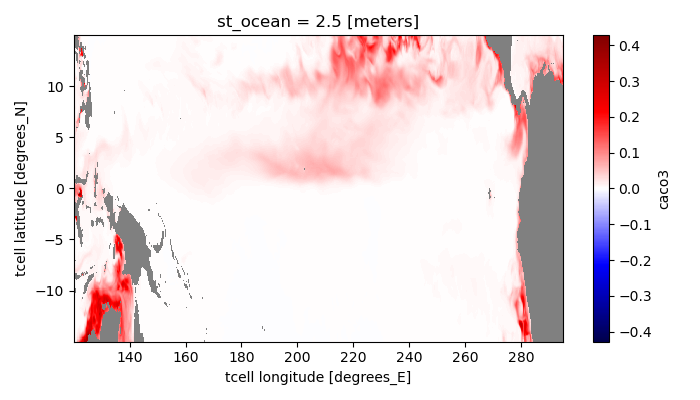 st_ocean = 2.5 [meters]
10
5
0
−5
−10
tcell latitude [degrees_N]
140 160 180 200 220 240 260 280
tcell longitude [degrees_E]
0.4
0.3
0.2
0.1
0.0
−0.1
−0.2
−0.3
−0.4
caco3